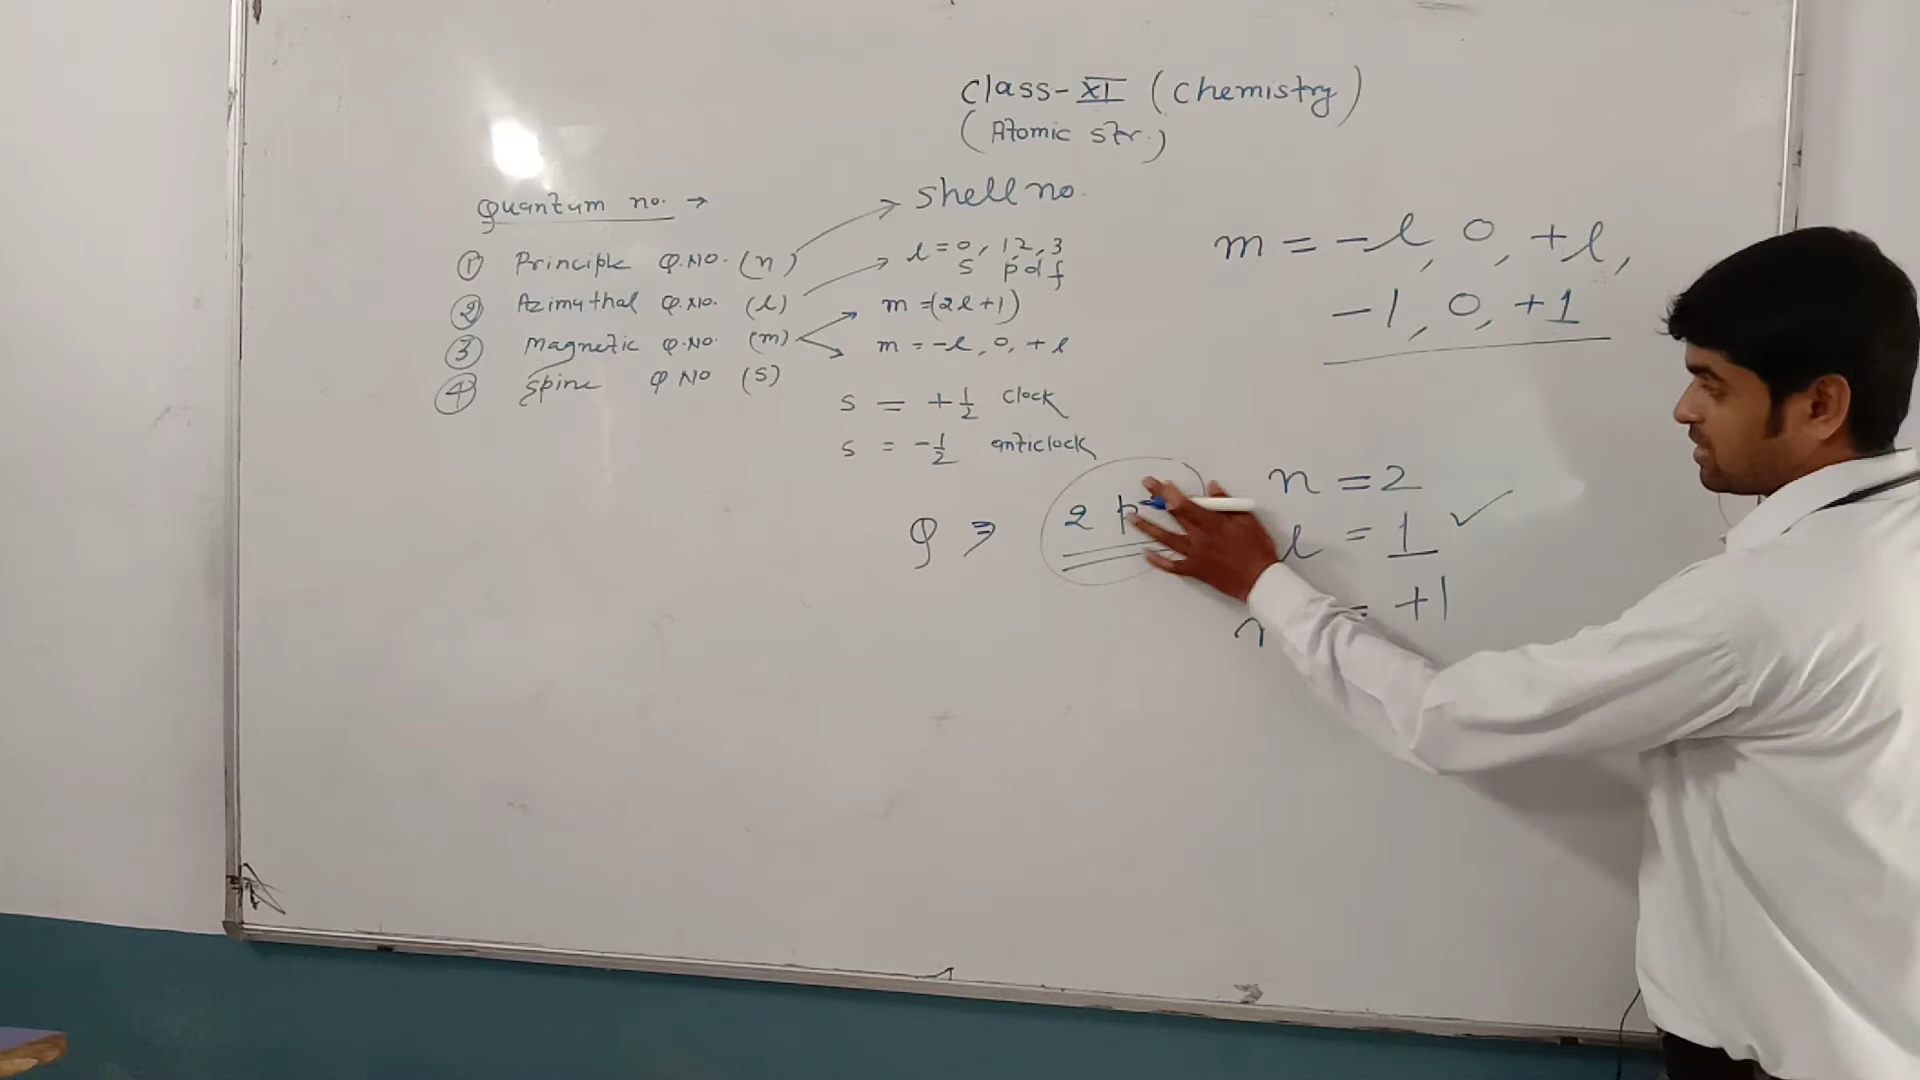 Class-XI (Chemistry)
(Atomic str.)
Quantum no. →
① Principle Q.NO. (n)
② Azimuthal Q.NO. (l)
③ Magnetic Q.NO. (m)
④ Spine Q NO (S)
Shell no.
l = 0, 1 2, 3
s p d f
m = (2l+1)
m = -l, 0, +l
s = +1/2 clock
s = -1/2 anticlock
Q ⇒ 2 p
m = -l, 0, +l,
-1, 0, +1
n = 2
l = 1 ✓
= +1